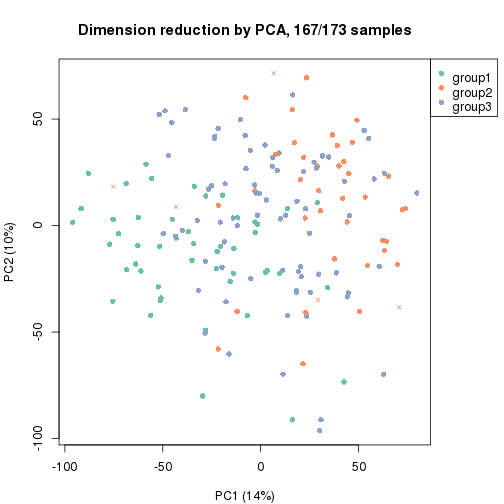 Dimension reduction by PCA, 167/173 samples
group1
group2
group3
50
0
-50
-100
PC2 (10%)
-100
-50
0
50
PC1 (14%)